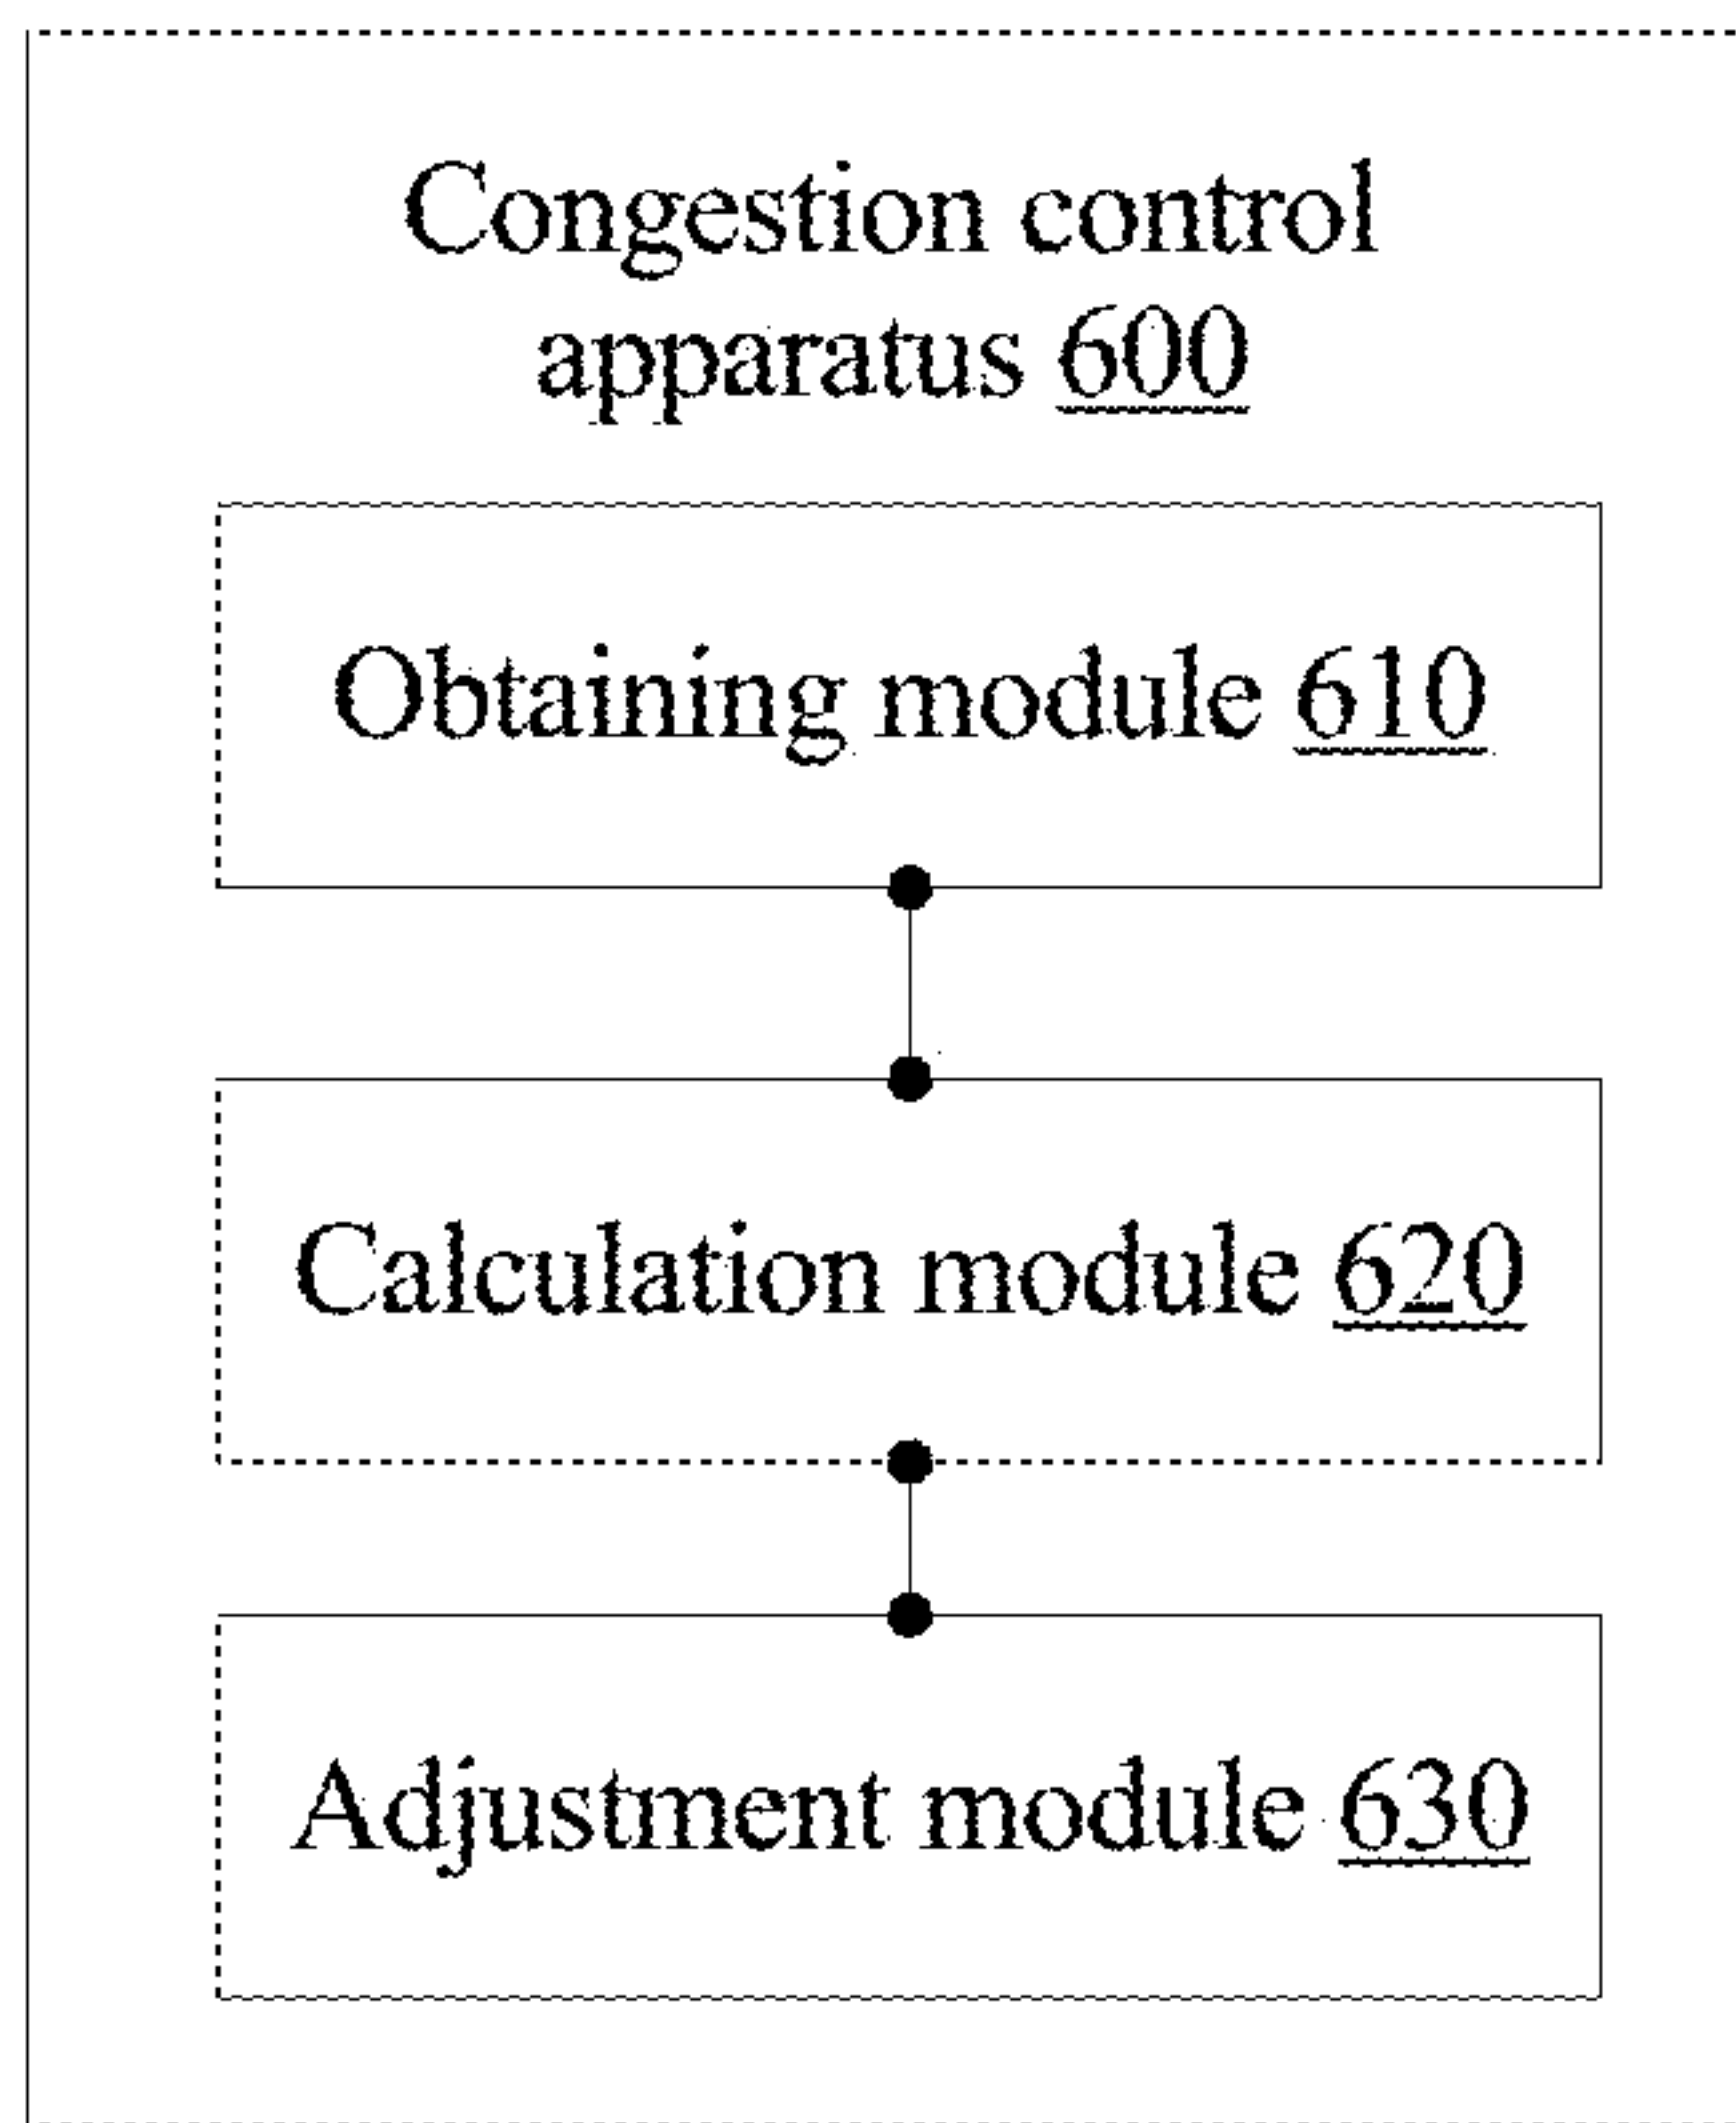 Congestion control
apparatus 600
Obtaining module 610
Calculation module 620
Adjustment module 630